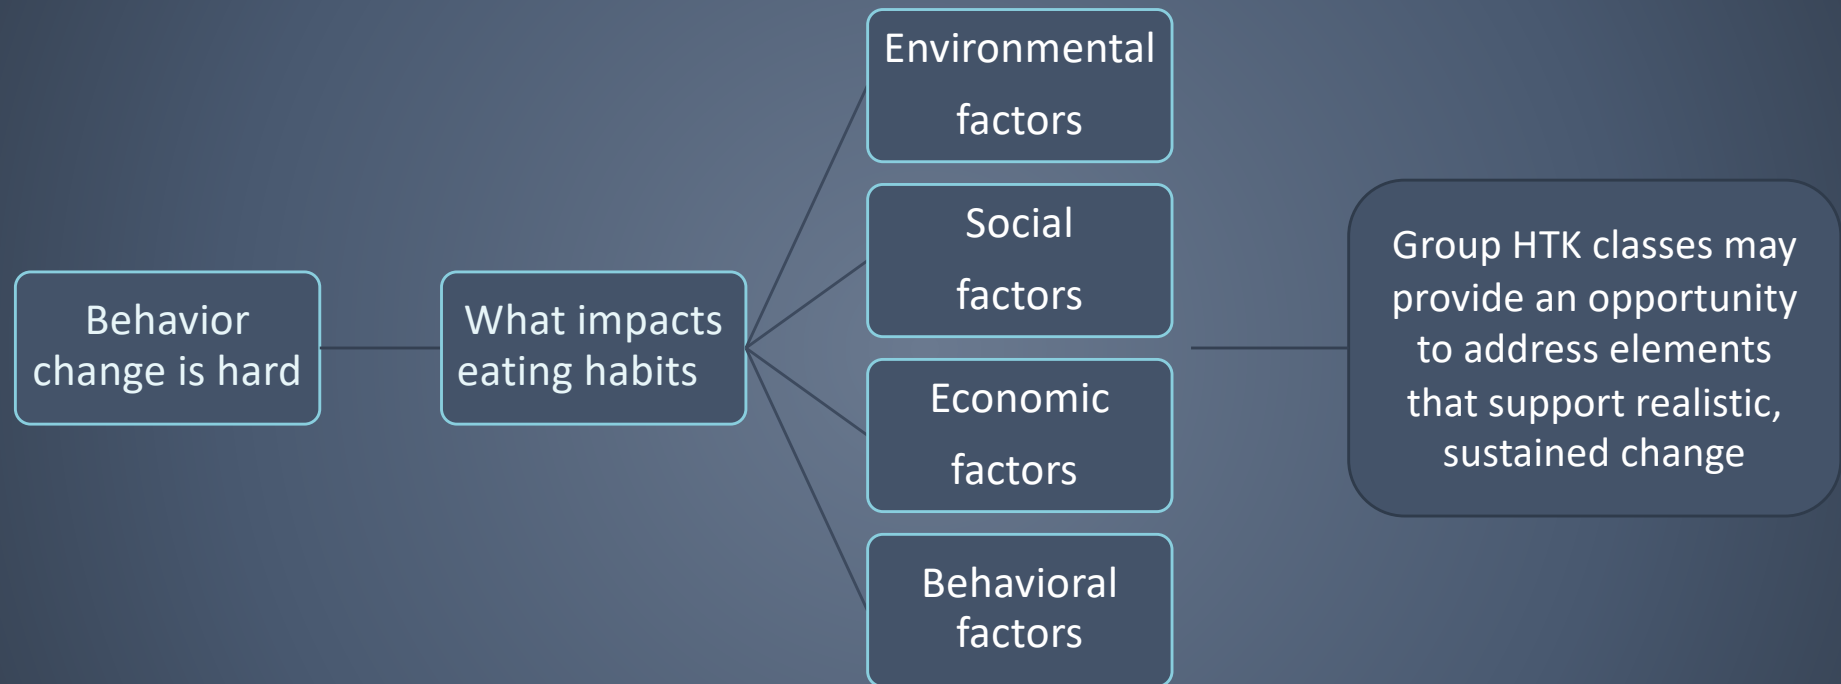 Behavior
change is hard
What impacts
eating habits
Environmental
factors
Social
factors
Economic
factors
Behavioral
factors
Group HTK classes may
provide an opportunity
to address elements
that support realistic,
sustained change